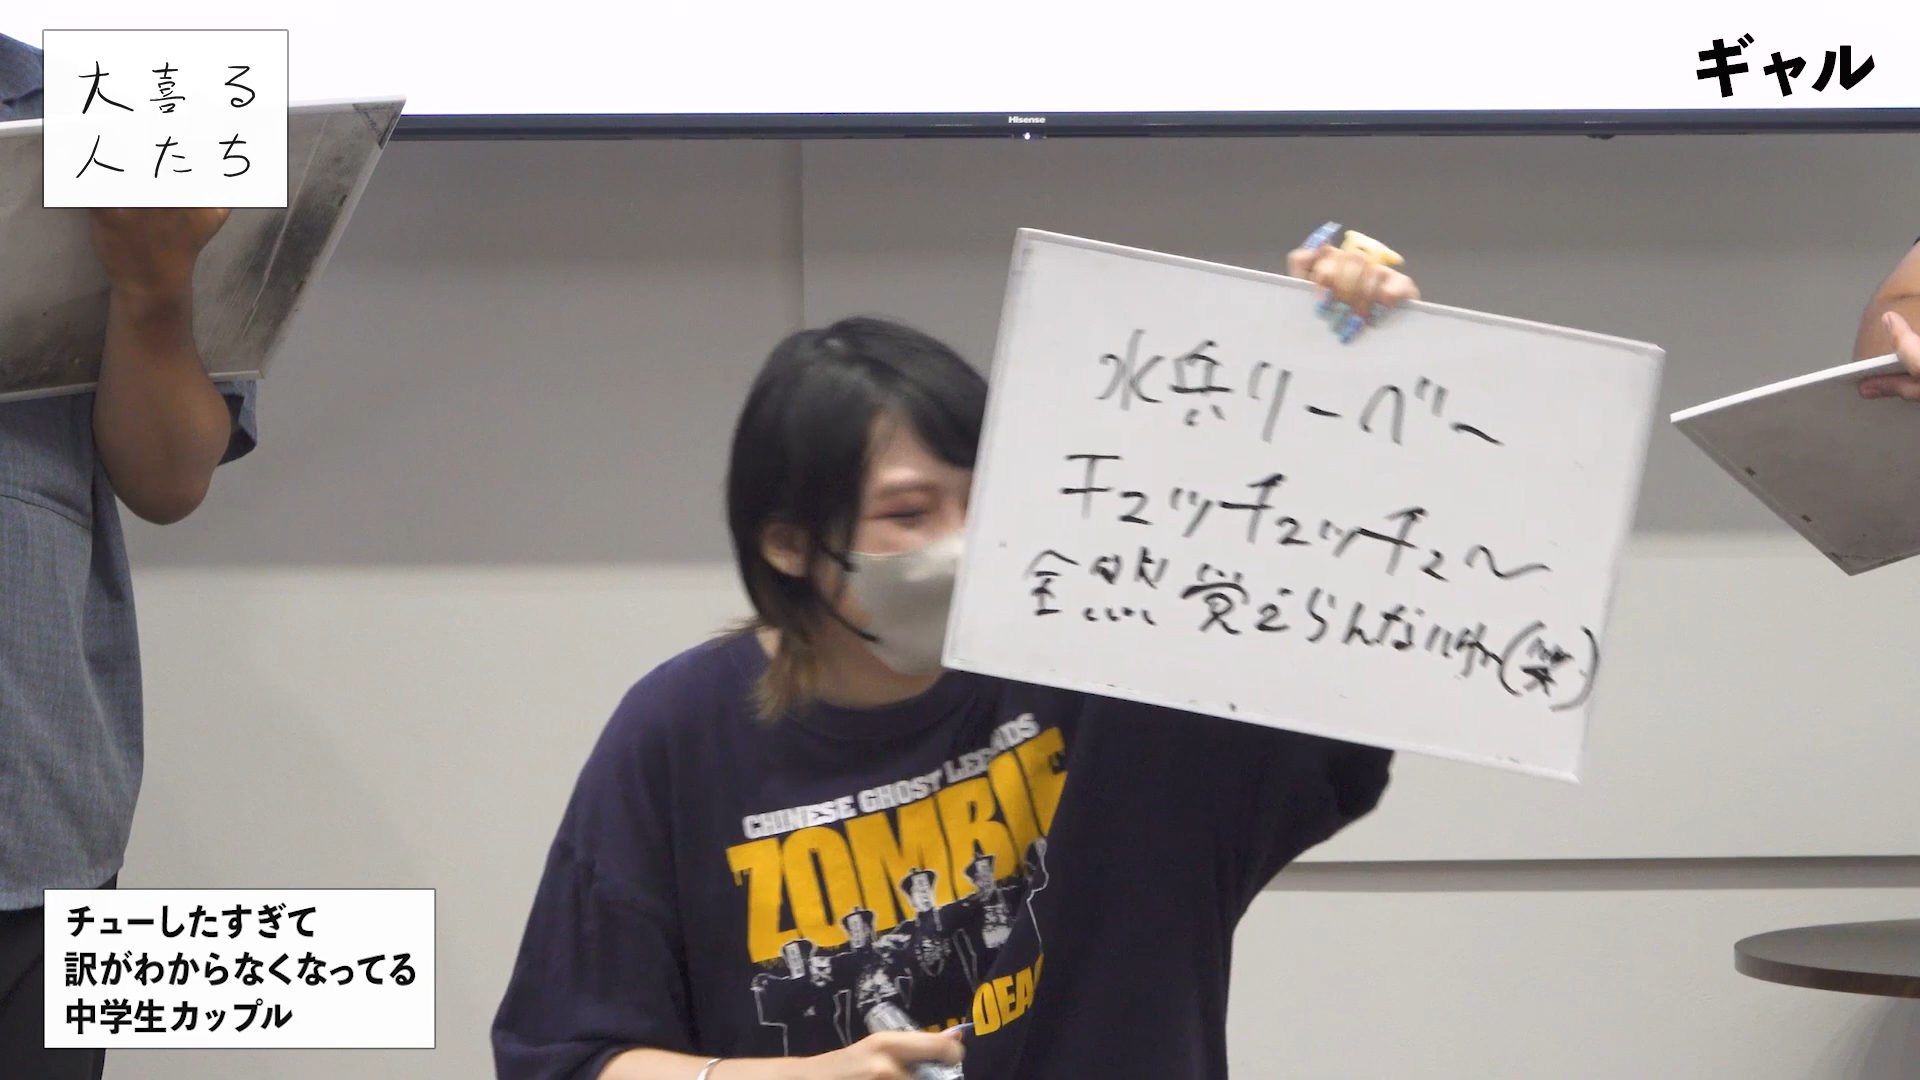 大喜る
人たち
ギャル
Hisense
水兵リーベ〜
チュッチュッチュ〜
全然覚えらんないけど(笑)
CHINESE GHOST LEGENDS
ZOMBIE
DEAD
チューしたすぎて
訳がわからなくなってる
中学生カップル